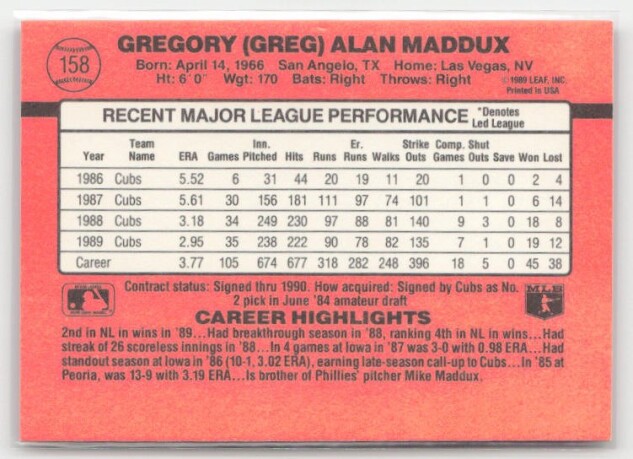 158
GREGORY (GREG) ALAN MADDUX
Born: April 14, 1966 San Angelo, TX Home: Las Vegas, NV
Ht: 6' 0" Wgt: 170 Bats: Right Throws: Right
©1989 LEAF, INC.
Printed in USA
RECENT MAJOR LEAGUE PERFORMANCE *Denotes Led League
Year Team Name ERA Games Inn. Pitched Hits Runs Er. Runs Walks Strike Outs Comp. Games Shut Outs Save Won Lost
1986 Cubs 5.52 6 31 44 20 19 11 20 1 0 0 2 4
1987 Cubs 5.61 30 156 181 111 97 74 101 1 1 0 6 14
1988 Cubs 3.18 34 249 230 97 88 81 140 9 3 0 18 8
1989 Cubs 2.95 35 238 222 90 78 82 135 7 1 0 19 12
Career 3.77 105 674 677 318 282 248 396 18 5 0 45 38
Contract status: Signed thru 1990. How acquired: Signed by Cubs as No.
2 pick in June '84 amateur draft
MLB
CAREER HIGHLIGHTS
2nd in NL in wins in '89...Had breakthrough season in '88, ranking 4th in NL in wins...Had
streak of 26 scoreless innings in '88...In 4 games at Iowa in '87 was 3-0 with 0.98 ERA...Had
standout season at Iowa in '86 (10-1, 3.02 ERA), earning late-season call-up to Cubs...In '85 at
Peoria, was 13-9 with 3.19 ERA...Is brother of Phillies' pitcher Mike Maddux.